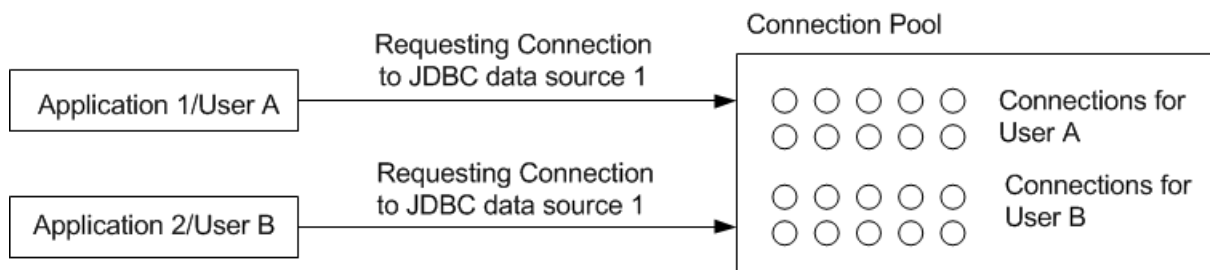 Connection Pool
Requesting Connection
to JDBC data source 1
Application 1/User A
Connections for
User A
Requesting Connection
to JDBC data source 1
Application 2/User B
Connections for
User B